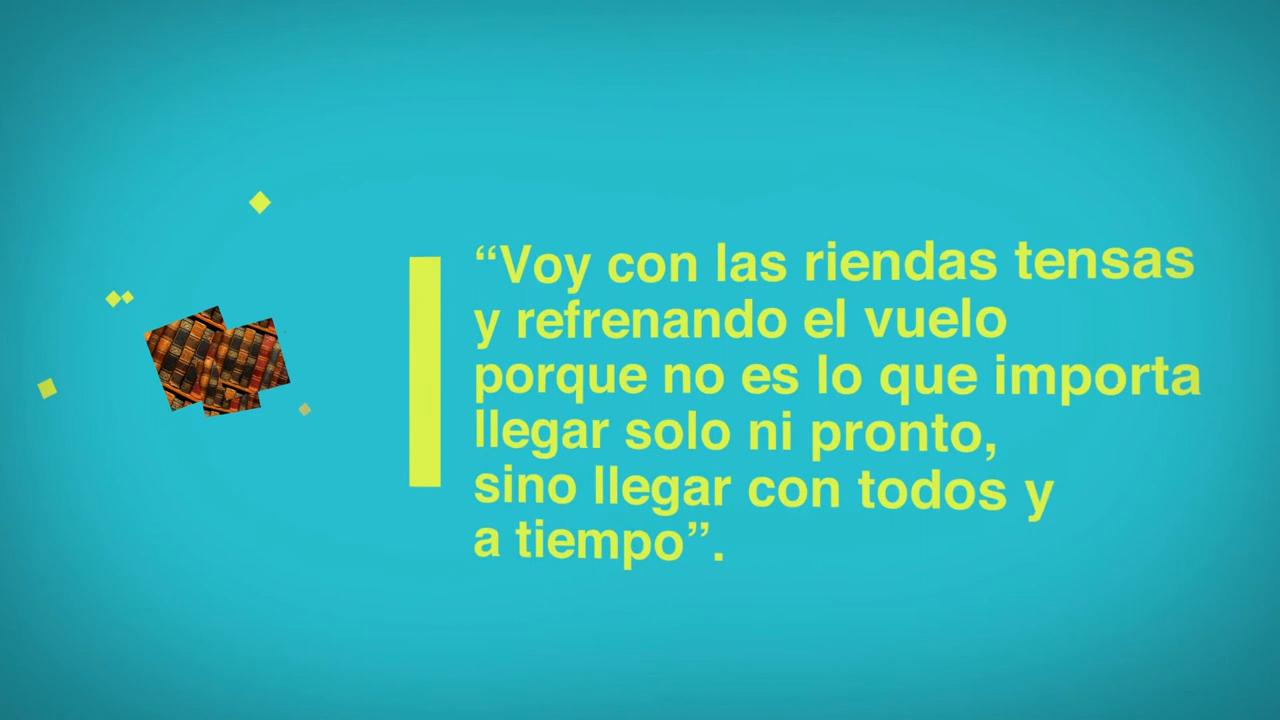 “Voy con las riendas tensas
y refrenando el vuelo
porque no es lo que importa
llegar solo ni pronto,
sino llegar con todos y
a tiempo”.